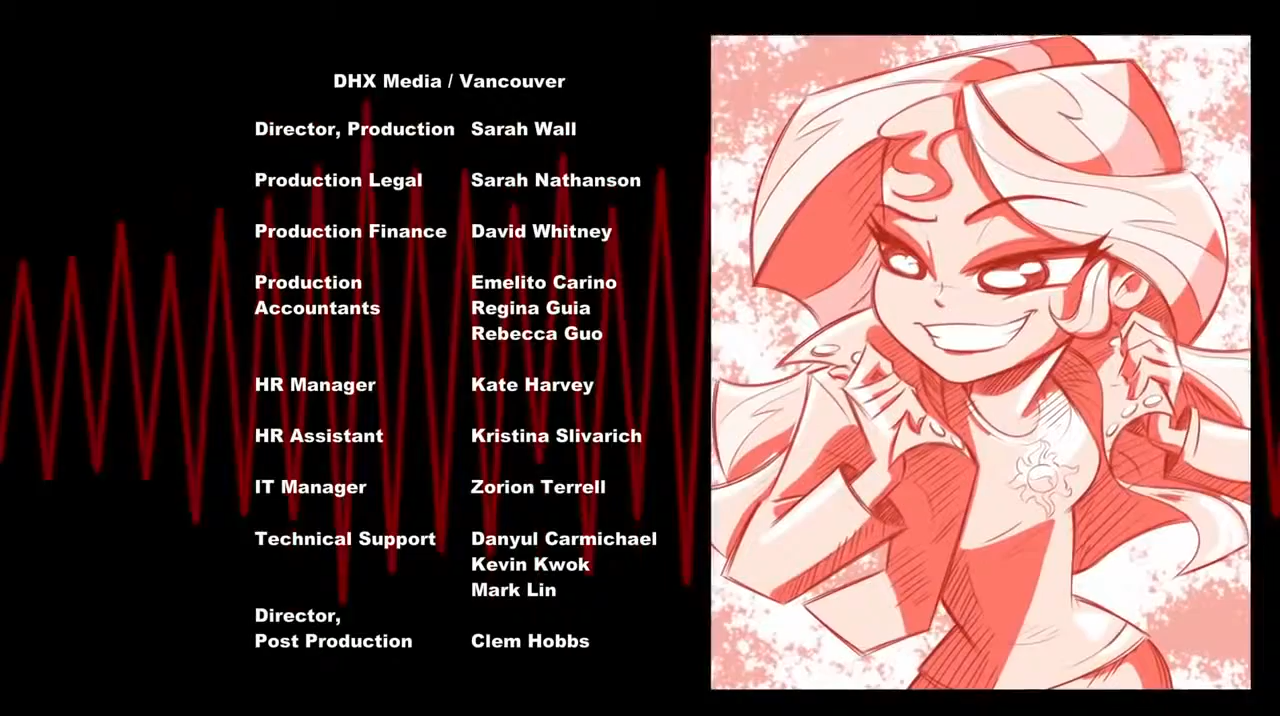 DHX Media / Vancouver
Director, Production Sarah Wall
Production Legal Sarah Nathanson
Production Finance David Whitney
Production Emelito Carino
Accountants Regina Guia
Rebecca Guo
HR Manager Kate Harvey
HR Assistant Kristina Slivarich
IT Manager Zorion Terrell
Technical Support Danyul Carmichael
Kevin Kwok
Mark Lin
Director,
Post Production Clem Hobbs